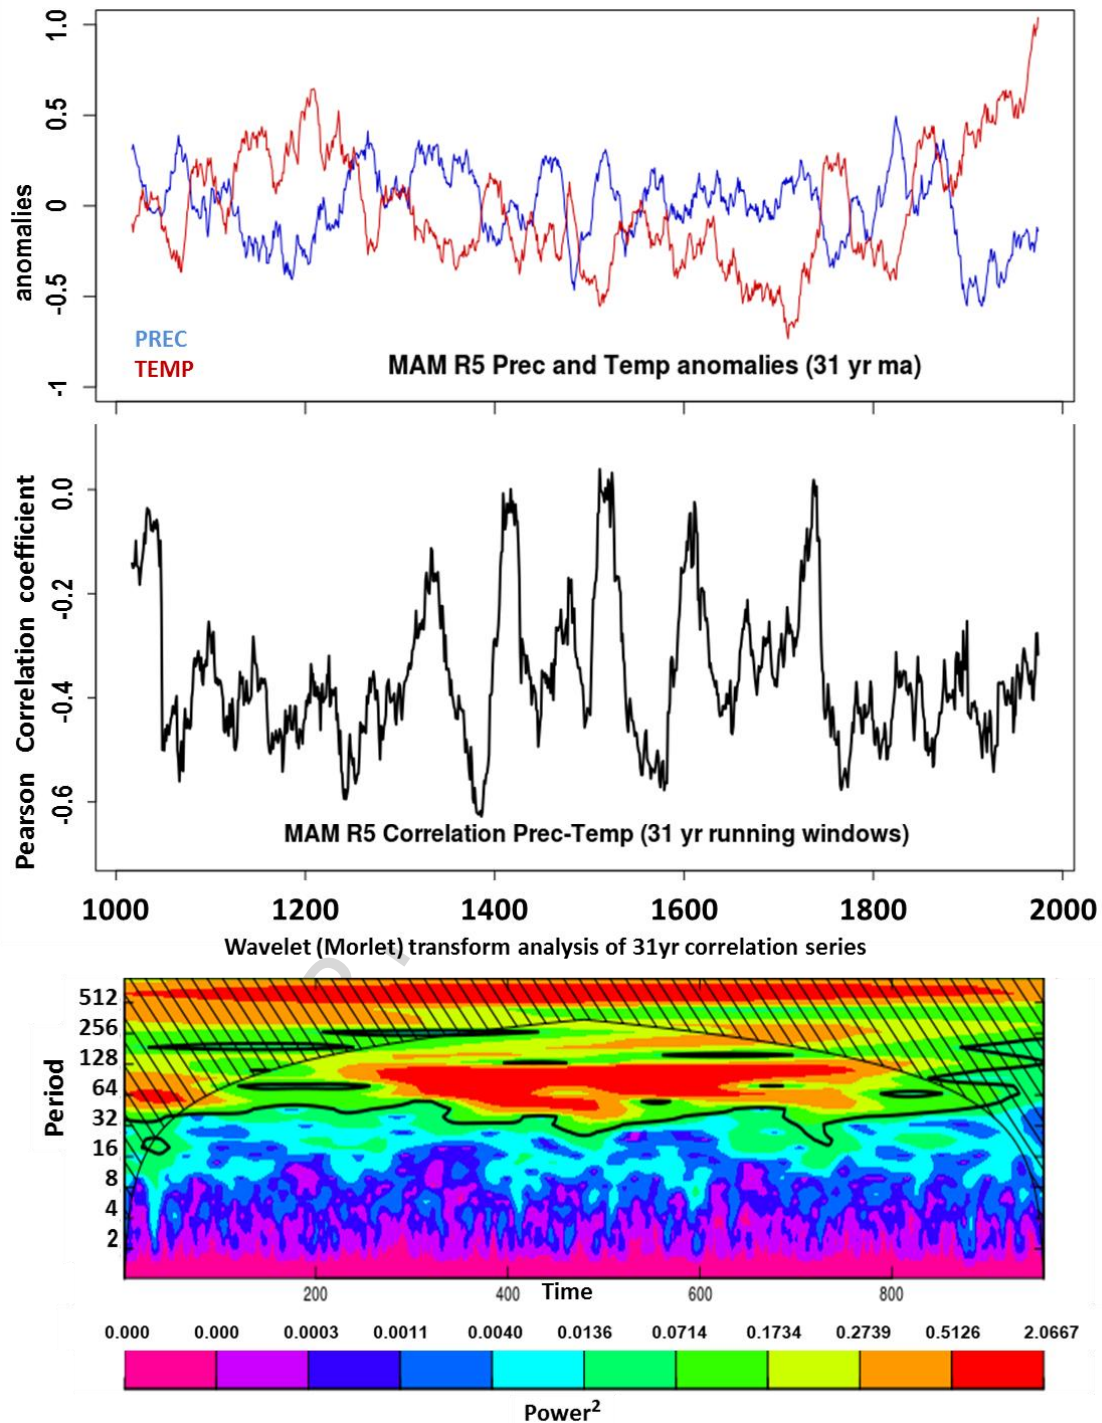 1.0
0.5
0
-0.5
-1
anomalies
PREC
TEMP
MAM R5 Prec and Temp anomalies (31 yr ma)
0.0
-0.2
-0.4
-0.6
Pearson Correlation coefficient
MAM R5 Correlation Prec-Temp (31 yr running windows)
1000 1200 1400 1600 1800 2000
Wavelet (Morlet) transform analysis of 31yr correlation series
512
256
128
64
32
16
8
4
2
Period
200 400 600 800
Time
0.000 0.000 0.0003 0.0011 0.0040 0.0136 0.0714 0.1734 0.2739 0.5126 2.0667
Power²